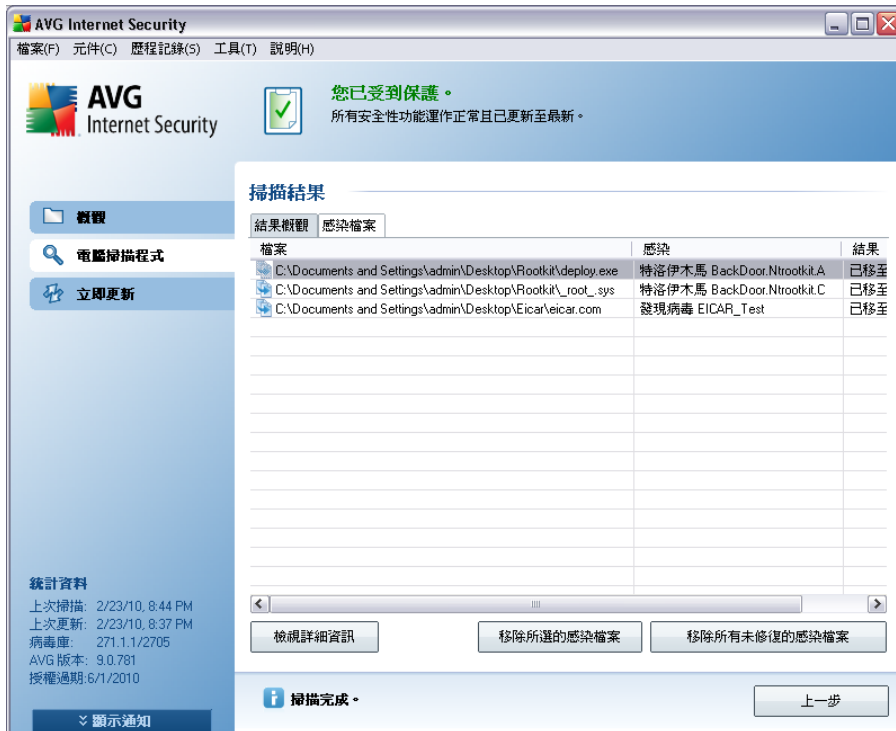 AVG Internet Security
檔案(F) 元件(C) 歷程記錄(S) 工具(T) 說明(H)
AVG
Internet Security
您已受到保護。
所有安全性功能運作正常且已更新至最新。
概觀
電腦掃描程式
立即更新
掃描結果
結果概觀 感染檔案
檔案 感染 結果
C:\Documents and Settings\admin\Desktop\Rootkit\deploy.exe 特洛伊木馬 BackDoor.Ntrootkit.A 已移至
C:\Documents and Settings\admin\Desktop\Rootkit\_root_.sys 特洛伊木馬 BackDoor.Ntrootkit.C 已移至
C:\Documents and Settings\admin\Desktop\Eicar\eicar.com 發現病毒 EICAR_Test 已移至
檢視詳細資訊 移除所選的感染檔案 移除所有未修復的感染檔案
掃描完成。
上一步
統計資料
上次掃描: 2/23/10, 8:44 PM
上次更新: 2/23/10, 8:37 PM
病毒庫: 271.1.1/2705
AVG 版本: 9.0.781
授權過期:6/1/2010
顯示通知